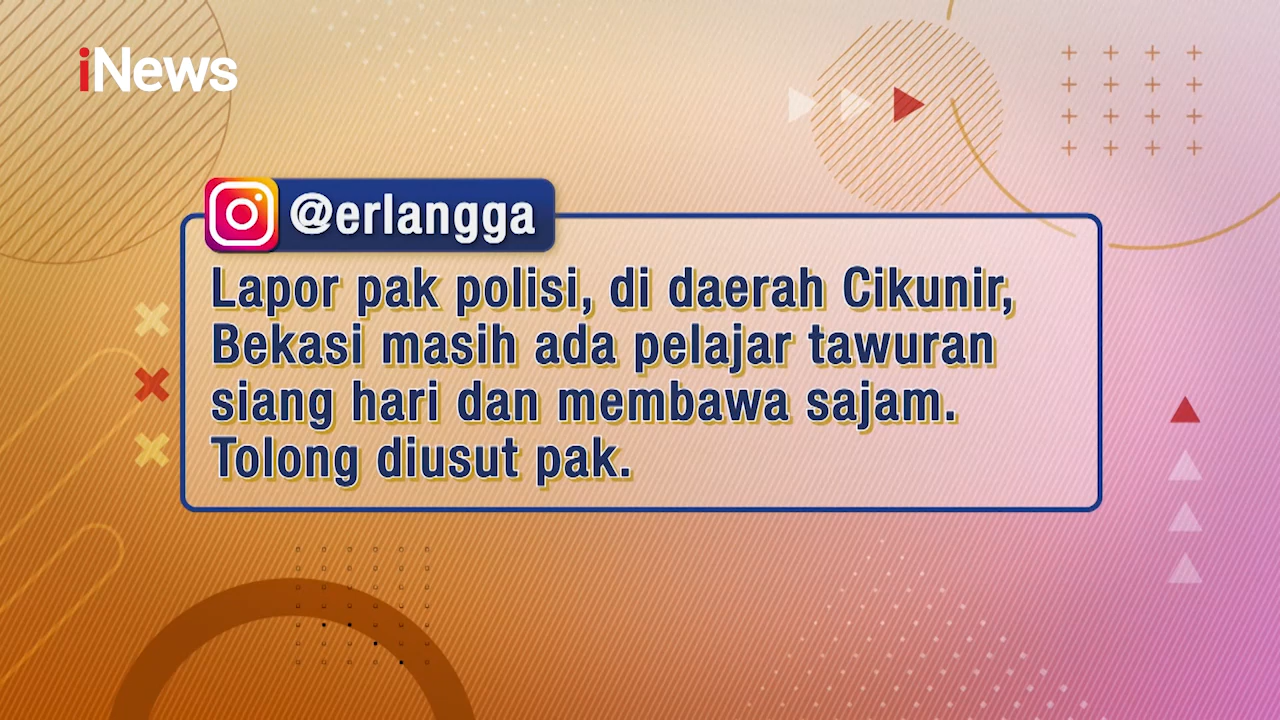 iNews
@erlangga
Lapor pak polisi, di daerah Cikunir,
Bekasi masih ada pelajar tawuran
siang hari dan membawa sajam.
Tolong diusut pak.